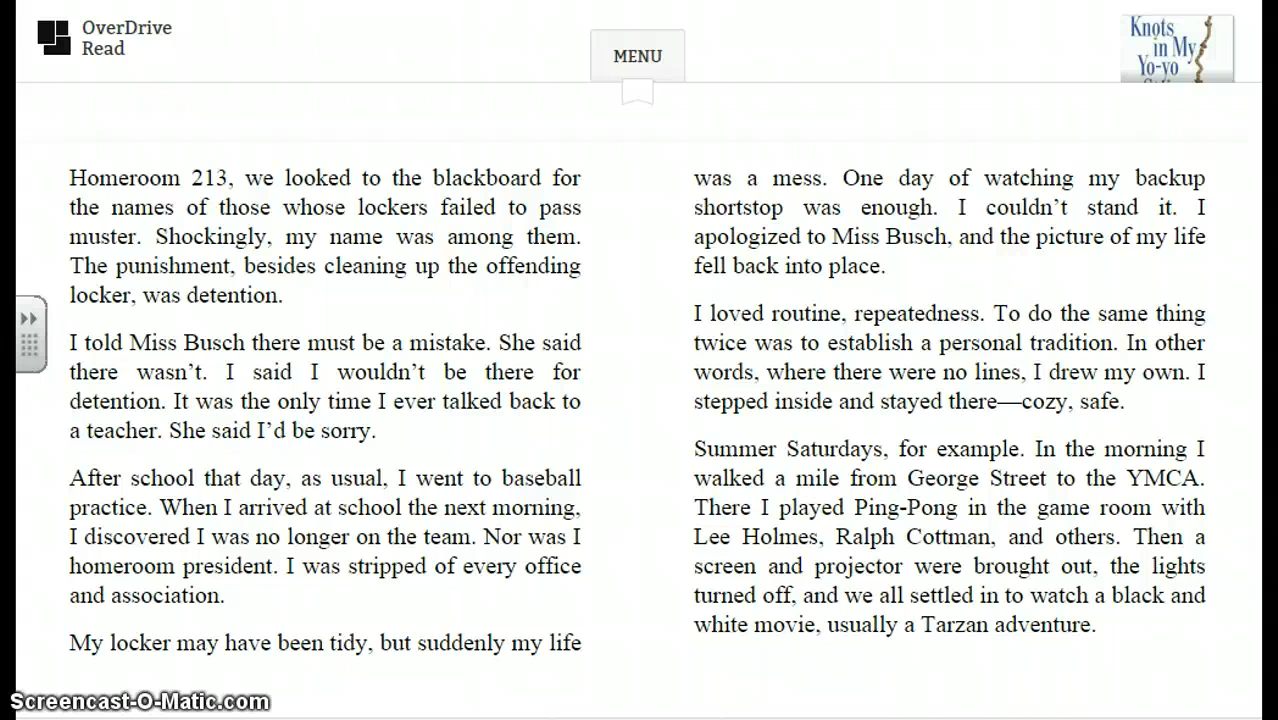 OverDrive
Read
MENU
Knots
in My
Yo-yo
Homeroom 213, we looked to the blackboard for
the names of those whose lockers failed to pass
muster. Shockingly, my name was among them.
The punishment, besides cleaning up the offending
locker, was detention.
I told Miss Busch there must be a mistake. She said
there wasn’t. I said I wouldn’t be there for
detention. It was the only time I ever talked back to
a teacher. She said I’d be sorry.
After school that day, as usual, I went to baseball
practice. When I arrived at school the next morning,
I discovered I was no longer on the team. Nor was I
homeroom president. I was stripped of every office
and association.
My locker may have been tidy, but suddenly my life
was a mess. One day of watching my backup
shortstop was enough. I couldn’t stand it. I
apologized to Miss Busch, and the picture of my life
fell back into place.
I loved routine, repeatedness. To do the same thing
twice was to establish a personal tradition. In other
words, where there were no lines, I drew my own. I
stepped inside and stayed there—cozy, safe.
Summer Saturdays, for example. In the morning I
walked a mile from George Street to the YMCA.
There I played Ping-Pong in the game room with
Lee Holmes, Ralph Cottman, and others. Then a
screen and projector were brought out, the lights
turned off, and we all settled in to watch a black and
white movie, usually a Tarzan adventure.
Screencast-O-Matic.com